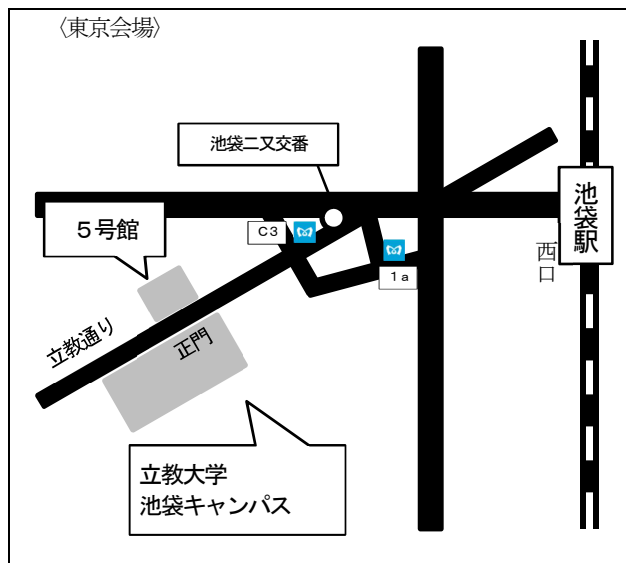 〈東京会場〉
池袋二又交番
池袋駅
西口
5号館
C3
1a
立教通り
正門
立教大学
池袋キャンパス